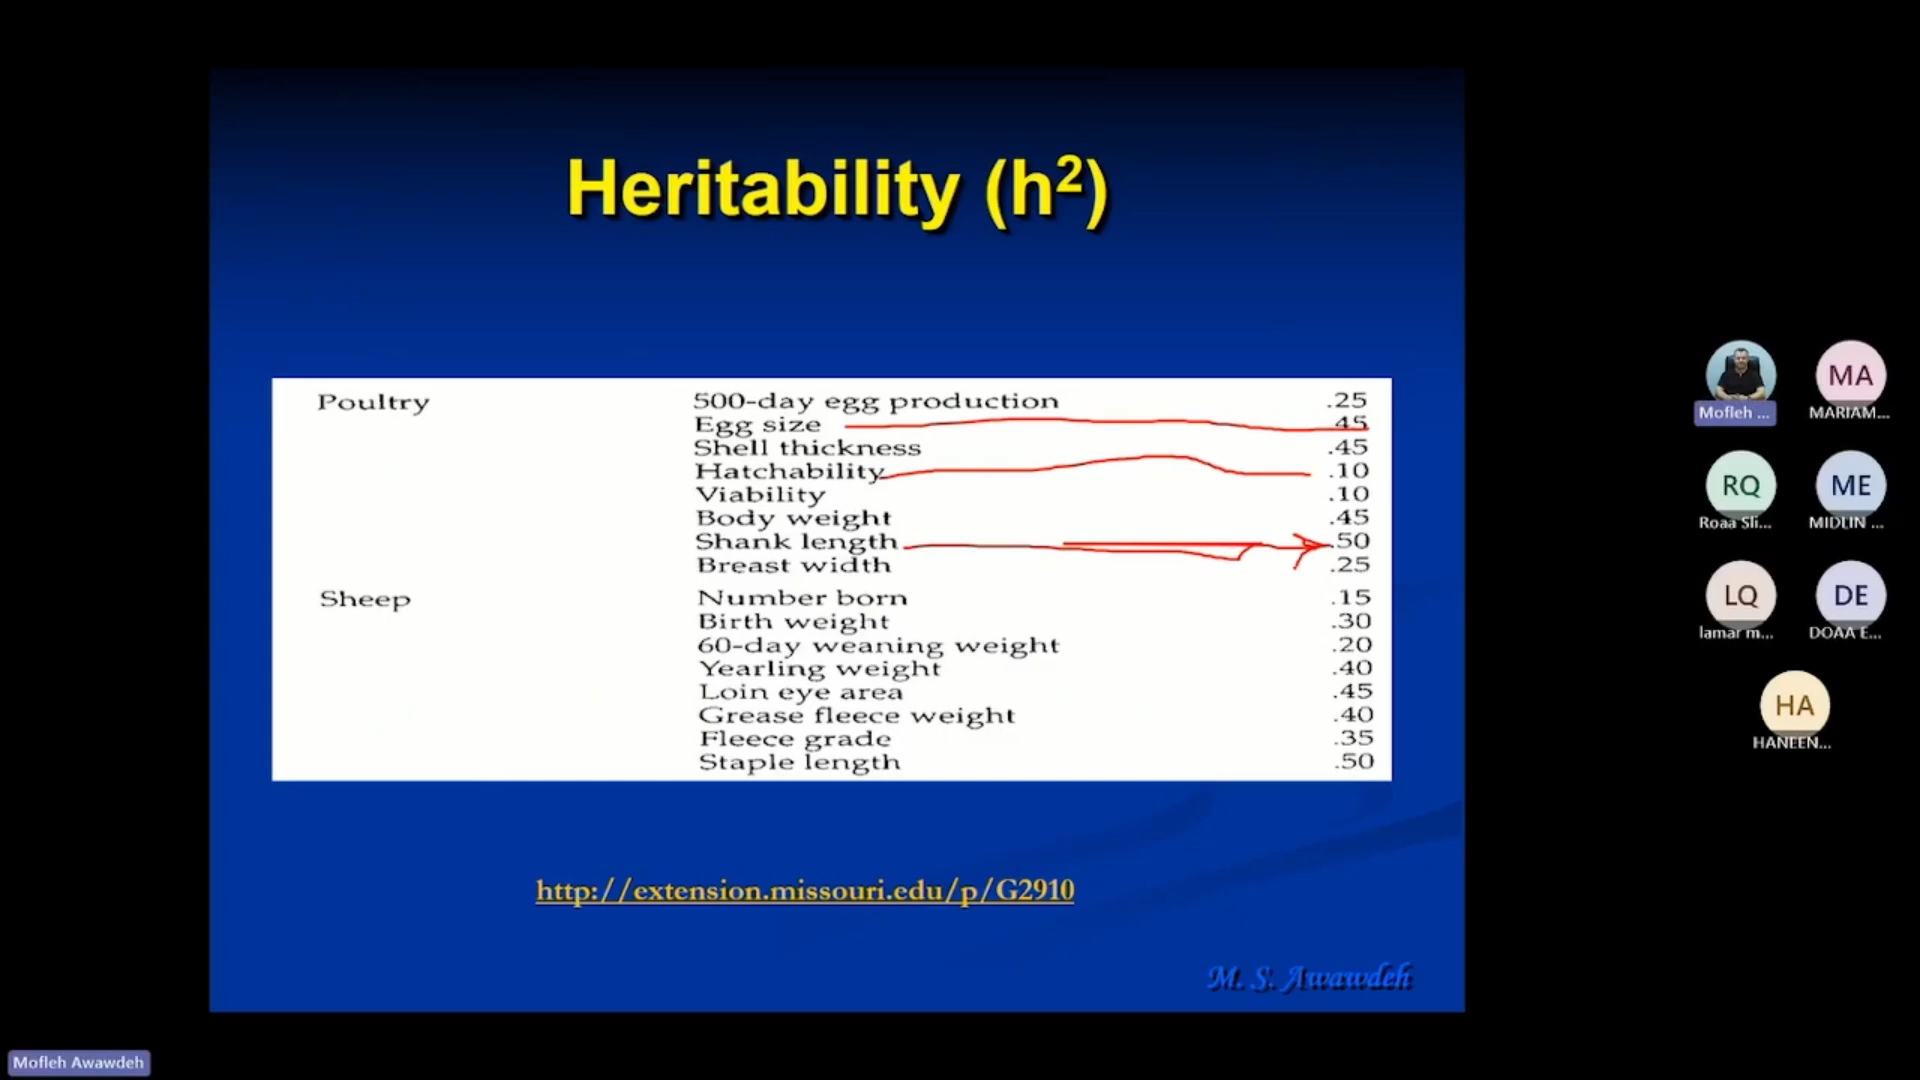 Heritability (h²)
Poultry 500-day egg production .25
Egg size .45
Shell thickness .45
Hatchability .10
Viability .10
Body weight .45
Shank length .50
Breast width .25
Sheep Number born .15
Birth weight .30
60-day weaning weight .20
Yearling weight .40
Loin eye area .45
Grease fleece weight .40
Fleece grade .35
Staple length .50
http://extension.missouri.edu/p/G2910
M. S. Awawdeh
Mofleh ...
MA
MARIAM...
RQ
Roaa Sli...
ME
MIDLIN ...
LQ
lamar m...
DE
DOAA E...
HA
HANEEN...
Mofleh Awawdeh